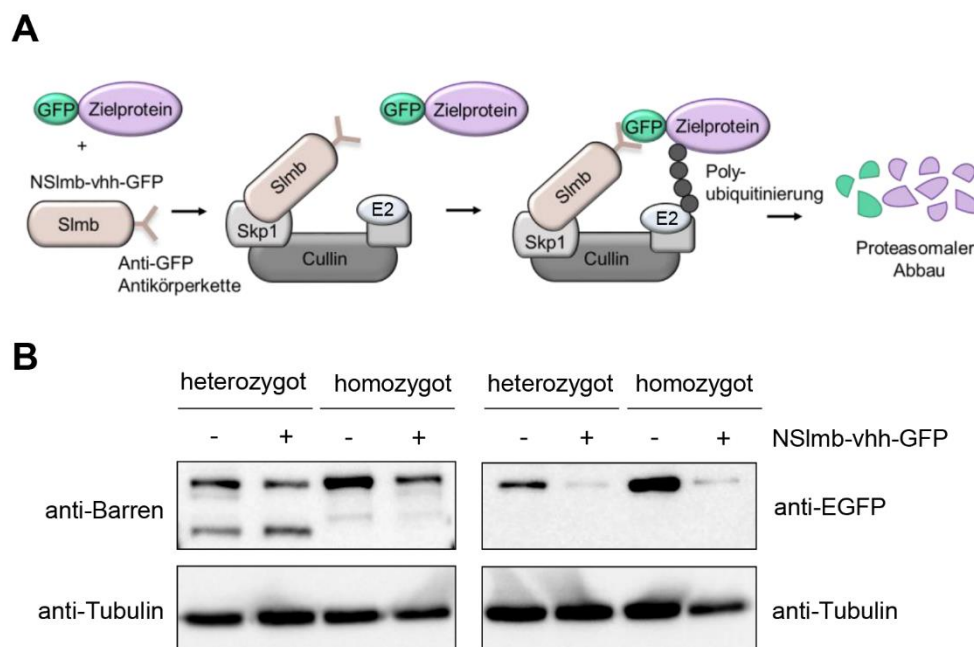 A
GFP Zielprotein
+
NSlmb-vhh-GFP
Slmb
Anti-GFP
Antikörperkette
Slmb
Skp1
E2
Cullin
GFP Zielprotein
GFP Zielprotein
Slmb
Skp1
E2
Cullin
Poly-
ubiquitinierung
Proteasomaler
Abbau
B
heterozygot homozygot heterozygot homozygot
- + - + - + - + NSlmb-vhh-GFP
anti-Barren anti-EGFP
anti-Tubulin anti-Tubulin